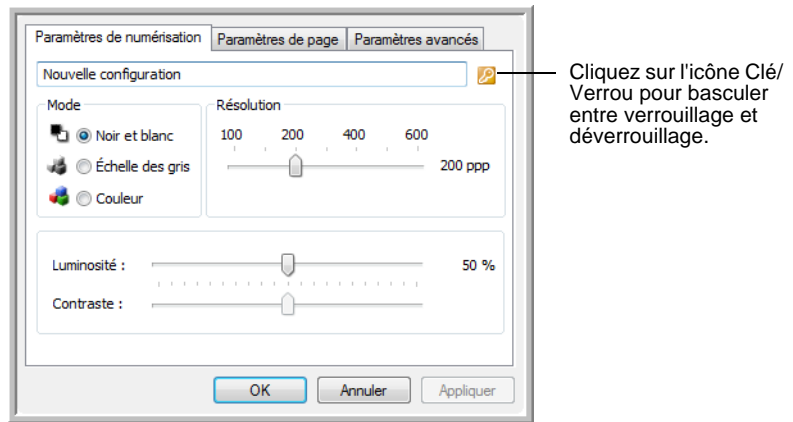 Paramètres de numérisation Paramètres de page Paramètres avancés
Nouvelle configuration
Cliquez sur l'icône Clé/
Verrou pour basculer
entre verrouillage et
déverrouillage.
Mode
Noir et blanc
Échelle des gris
Couleur
Résolution
100 200 400 600
200 ppp
Luminosité : 50 %
Contraste :
OK Annuler Appliquer